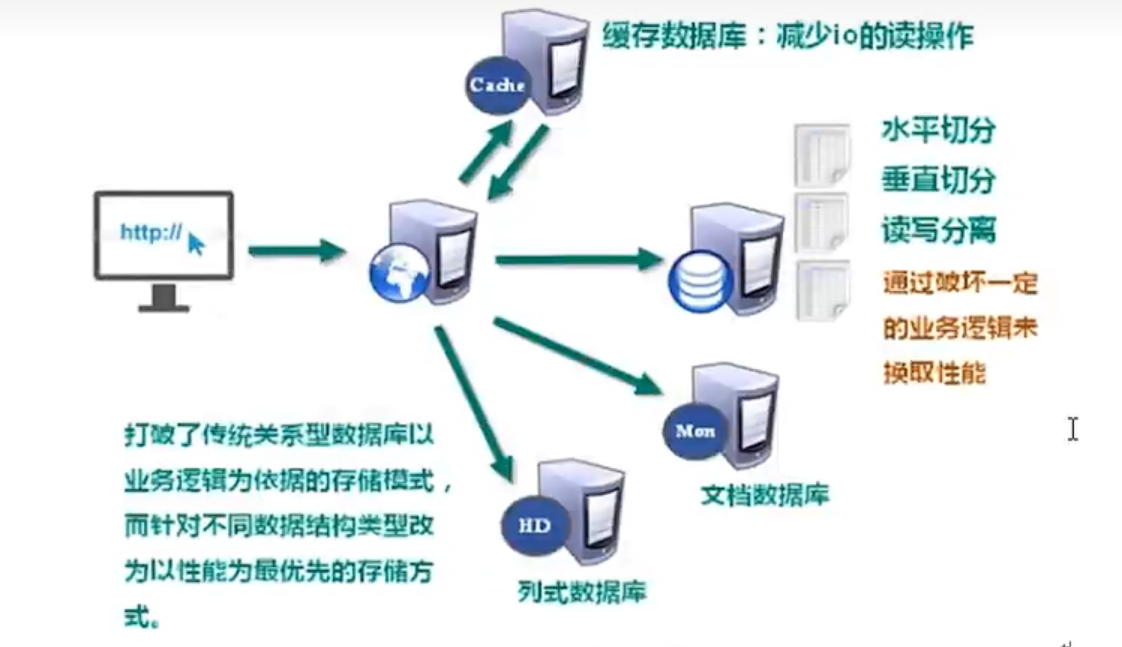 缓存数据库：减少io的读操作
Cache
水平切分
垂直切分
读写分离
http://
通过破坏一定
的业务逻辑来
换取性能
Mon
文档数据库
打破了传统关系型数据库以
业务逻辑为依据的存储模式，
而针对不同数据结构类型改
为以性能为最优先的存储方
式。
HD
列式数据库